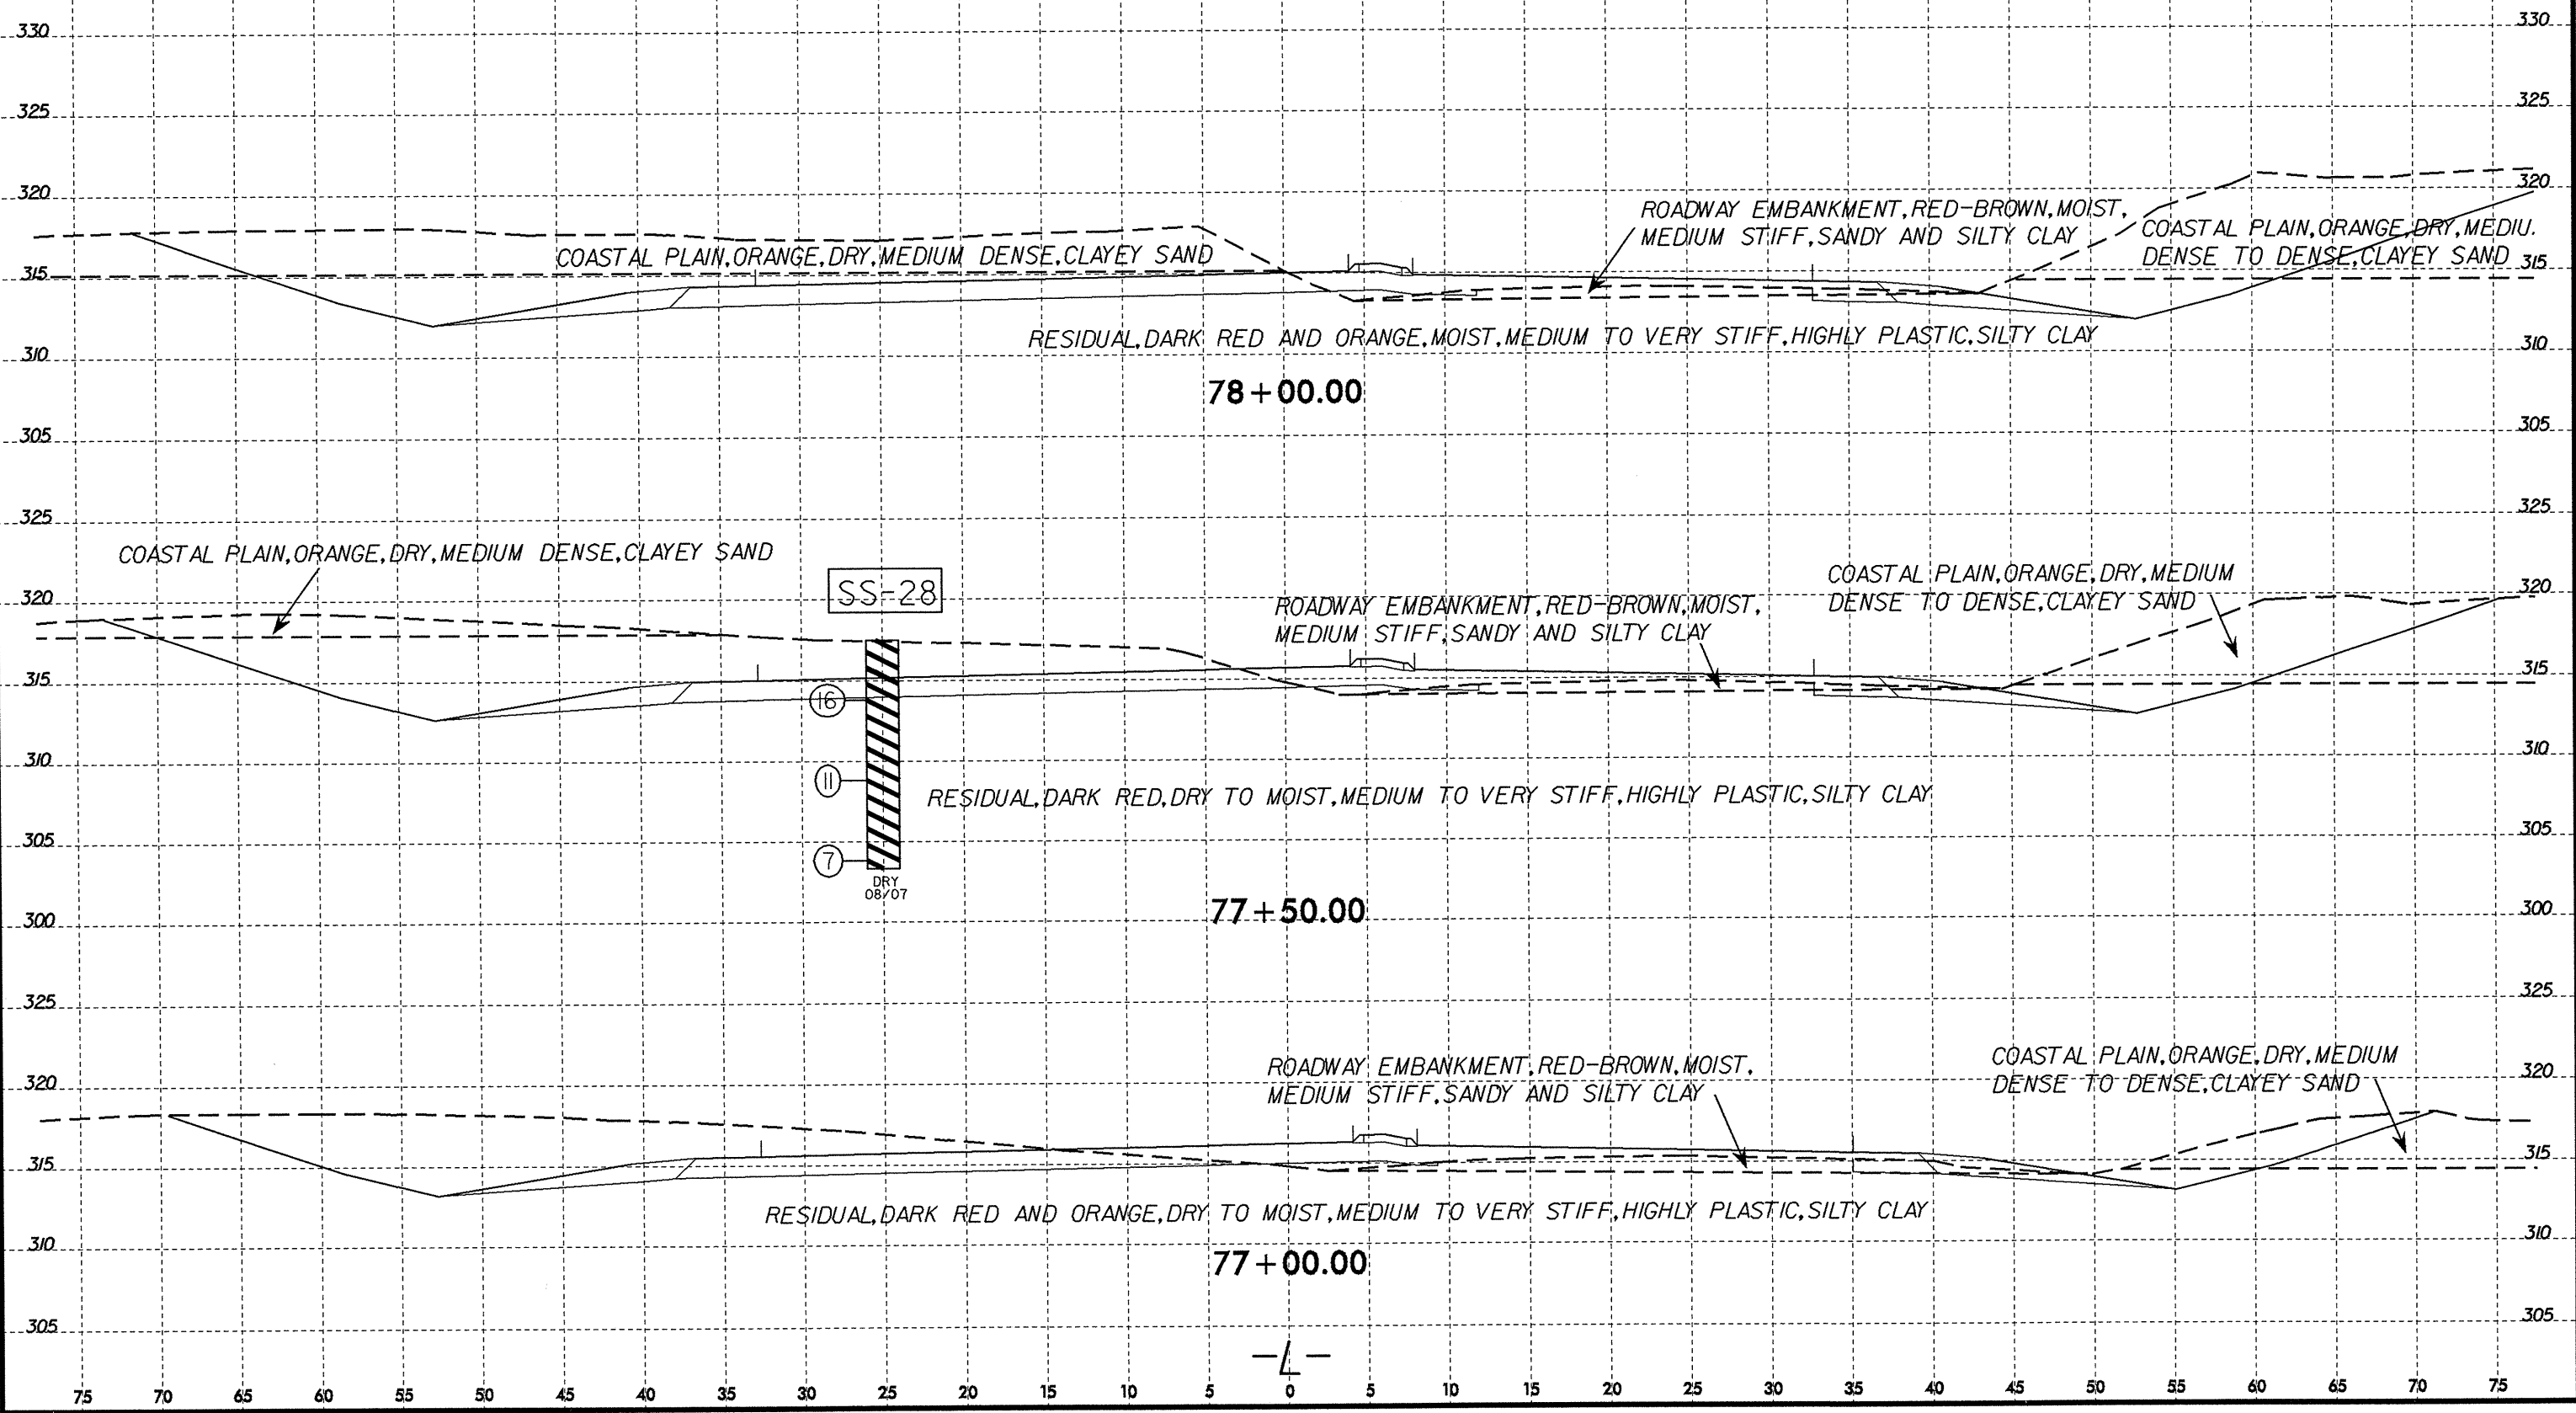 330 330
325 325
320 320
ROADWAY EMBANKMENT,RED-BROWN,MOIST,
MEDIUM STIFF,SANDY AND SILTY CLAY
COASTAL PLAIN,ORANGE,DRY,MEDIU.
DENSE TO DENSE,CLAYEY SAND
COASTAL PLAIN,ORANGE,DRY,MEDIUM DENSE,CLAYEY SAND
315 315
RESIDUAL,DARK RED AND ORANGE,MOIST,MEDIUM TO VERY STIFF,HIGHLY PLASTIC,SILTY CLAY
310 310
78+00.00
305 305
325 325
COASTAL PLAIN,ORANGE,DRY,MEDIUM DENSE,CLAYEY SAND
SS-28
COASTAL PLAIN,ORANGE,DRY,MEDIUM
DENSE TO DENSE,CLAYEY SAND
320 320
ROADWAY EMBANKMENT,RED-BROWN,MOIST,
MEDIUM STIFF,SANDY AND SILTY CLAY
315 315
16
310 310
11
RESIDUAL,DARK RED,DRY TO MOIST,MEDIUM TO VERY STIFF,HIGHLY PLASTIC,SILTY CLAY
305 305
7
DRY
08/07
77+50.00
300 300
325 325
ROADWAY EMBANKMENT,RED-BROWN,MOIST,
MEDIUM STIFF,SANDY AND SILTY CLAY
COASTAL PLAIN,ORANGE,DRY,MEDIUM
DENSE TO DENSE,CLAYEY SAND
320 320
315 315
RESIDUAL,DARK RED AND ORANGE,DRY TO MOIST,MEDIUM TO VERY STIFF,HIGHLY PLASTIC,SILTY CLAY
310 310
77+00.00
305 305
-L-
75 70 65 60 55 50 45 40 35 30 25 20 15 10 5 0 5 10 15 20 25 30 35 40 45 50 55 60 65 70 75